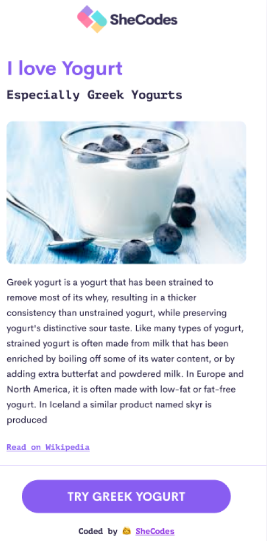 SheCodes
I love Yogurt
Especially Greek Yogurts
Greek yogurt is a yogurt that has been strained to
remove most of its whey, resulting in a thicker
consistency than unstrained yogurt, while preserving
yogurt's distinctive sour taste. Like many types of yogurt,
strained yogurt is often made from milk that has been
enriched by boiling off some of its water content, or by
adding extra butterfat and powdered milk. In Europe and
North America, it is often made with low-fat or fat-free
yogurt. In Iceland a similar product named skyr is
produced
Read on Wikipedia
TRY GREEK YOGURT
Coded by 🙆 SheCodes